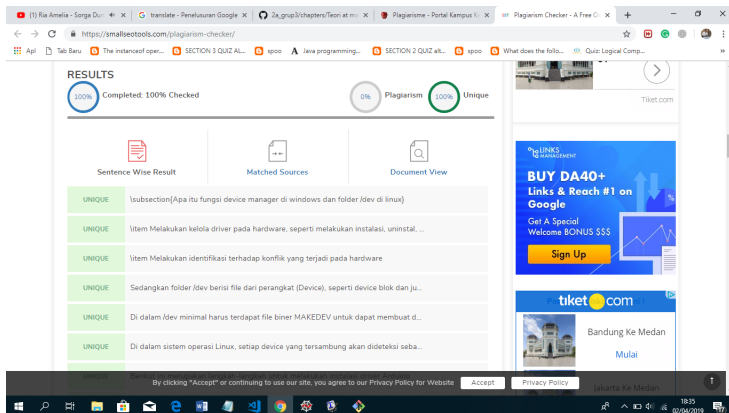 (1) Ria Amelia - Sorga Dun
translate - Penelusuran Google
2a_grup3/chapters/Teori at ma
Plagiarisme - Portal Kampus Ke
Plagiarism Checker - A Free On
https://smallseotools.com/plagiarism-checker/
Apl
Tab Baru
The instanceof oper...
SECTION 3 QUIZ AL...
spoo
Java programming...
SECTION 2 QUIZ alt...
spoo
What does the follo...
Quiz: Logical Comp...
»
RESULTS
100%
Completed: 100% Checked
0%
Plagiarism
100%
Unique
Sentence Wise Result
Matched Sources
Document View
UNIQUE \subsection{Apa itu fungsi device manager di windows dan folder /dev di linux}
UNIQUE \item Melakukan kelola driver pada hardware, seperti melakukan instalasi, uninstal, ...
UNIQUE \item Melakukan identifikasi terhadap konflik yang terjadi pada hardware
UNIQUE Sedangkan folder /dev berisi file dari perangkat (Device), seperti device blok dan ju...
UNIQUE Di dalam /dev minimal harus terdapat file biner MAKEDEV untuk dapat membuat d...
UNIQUE Di dalam sistem operasi Linux, setiap device yang tersambung akan dideteksi seba...
Tiket.com
LINKS
MANAGEMENT
BUY DA40+
Links & Reach #1 on
Google
Get A Special
Welcome BONUS $$$
Sign Up
tiket.com
Bandung Ke Medan
Mulai
Jakarta Ke Medan
By clicking "Accept" or continuing to use our site, you agree to our Privacy Policy for Website
Accept
Privacy Policy
18:35
02/04/2019